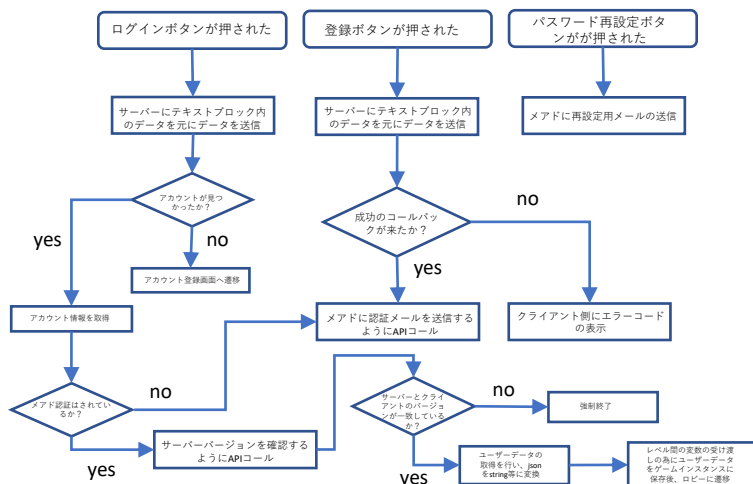 ログインボタンが押された
登録ボタンが押された
パスワード再設定ボタ
ンがが押された
サーバーにテキストブロック内
のデータを元にデータを送信
サーバーにテキストブロック内
のデータを元にデータを送信
メアドに再設定用メールの送信
アカウントが見つ
かったか？
成功のコールバッ
クが来たか？
no
yes
no
yes
アカウント登録画面へ遷移
アカウント情報を取得
メアドに認証メールを送信する
ようにAPIコール
クライアント側にエラーコード
の表示
メアド認証はされている
か？
no
サーバーとクライ
アントのバージョ
ンが一致している
か？
no
強制終了
サーバーバージョンを確認する
ようにAPIコール
yes
yes
ユーザーデータの
取得を行い、json
をstring等に変換
レベル間の変数の受け渡
しの為にユーザーデータ
をゲームインスタンスに
保存後、ロビーに遷移